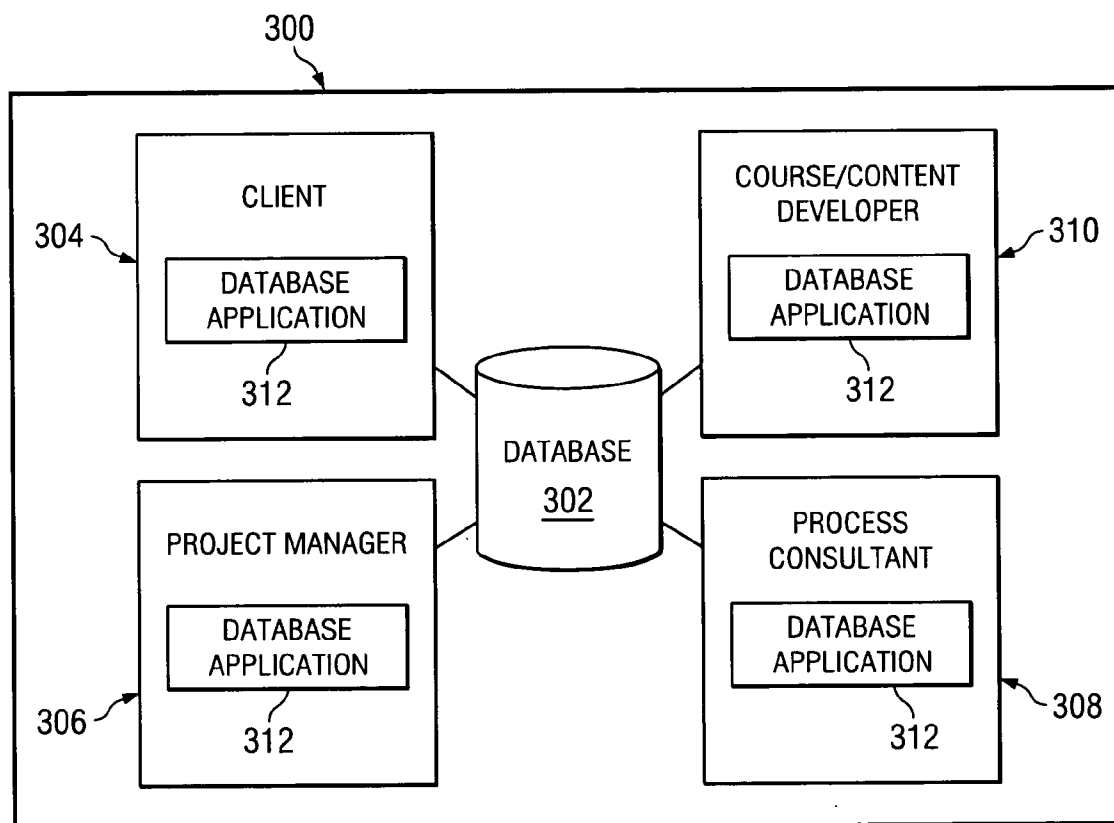 300
CLIENT
304
DATABASE
APPLICATION
312
COURSE/CONTENT
DEVELOPER
310
DATABASE
APPLICATION
312
DATABASE
302
PROJECT MANAGER
306
DATABASE
APPLICATION
312
PROCESS
CONSULTANT
DATABASE
APPLICATION
308
312